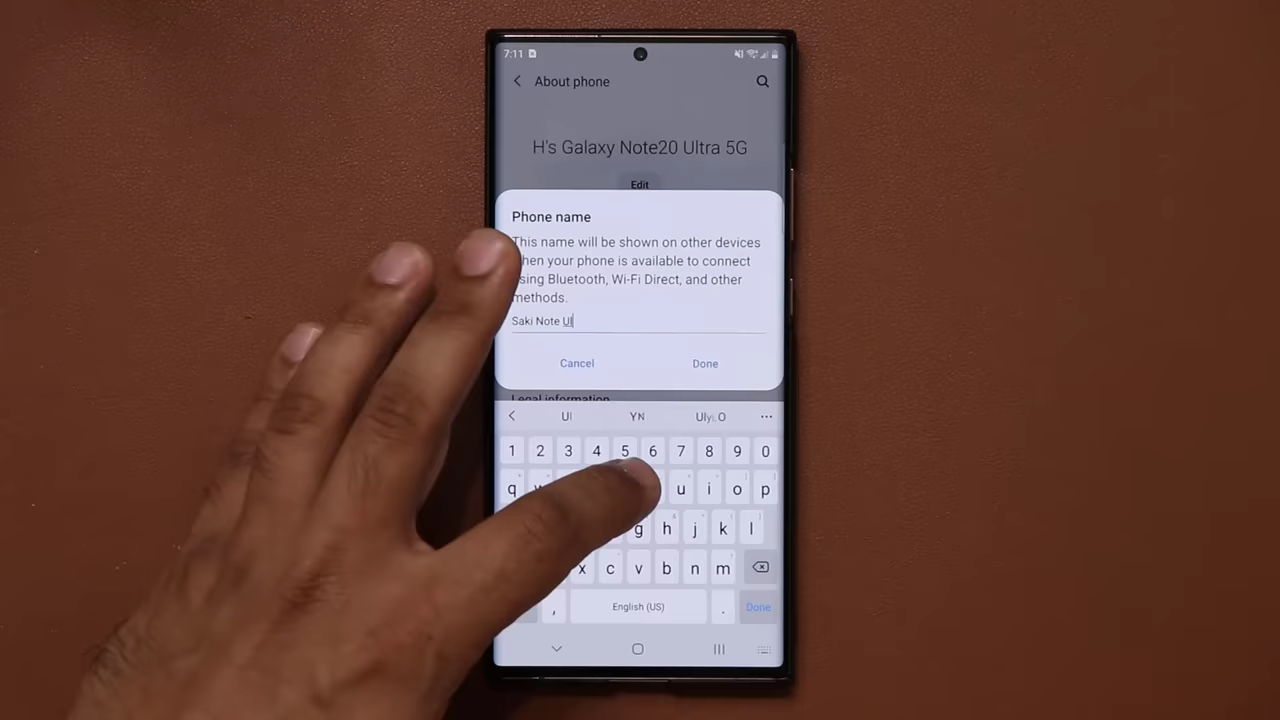 7:11
About phone
H's Galaxy Note20 Ultra 5G
Edit
Phone name
This name will be shown on other devices
hen your phone is available to connect
sing Bluetooth, Wi-Fi Direct, and other
methods.
Saki Note Ul
Cancel Done
Legal information
Ul YN
1 2 3 4 5 6 7 8 9 0
q w u i o p
g h j k l
x c v b n m
, English (US) . Done